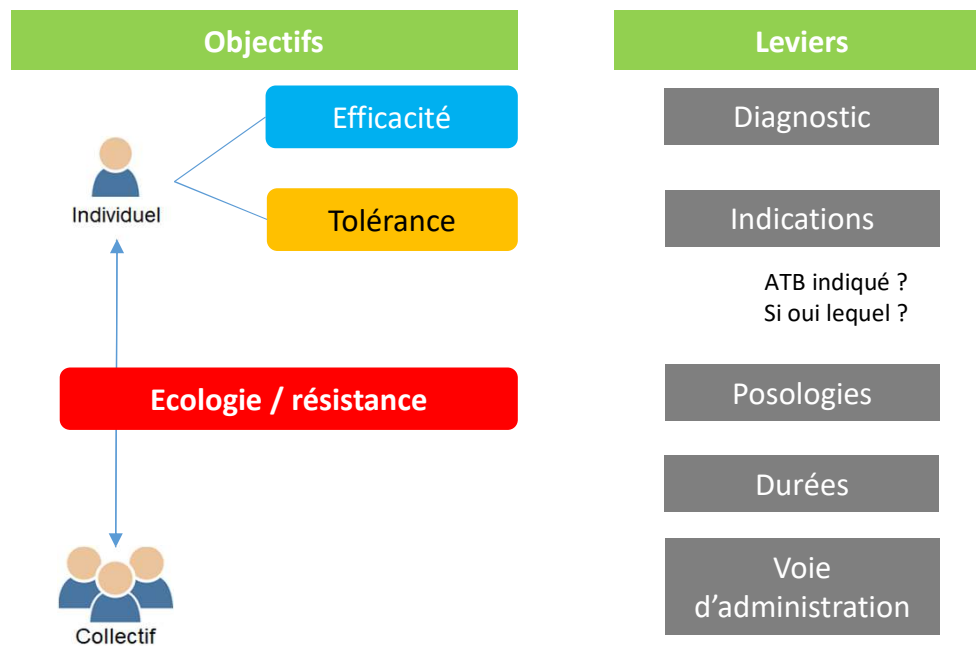 Objectifs
Efficacité
Individuel
Tolérance
Ecologie / résistance
Collectif
Leviers
Diagnostic
Indications
ATB indiqué ?
Si oui lequel ?
Posologies
Durées
Voie
d’administration